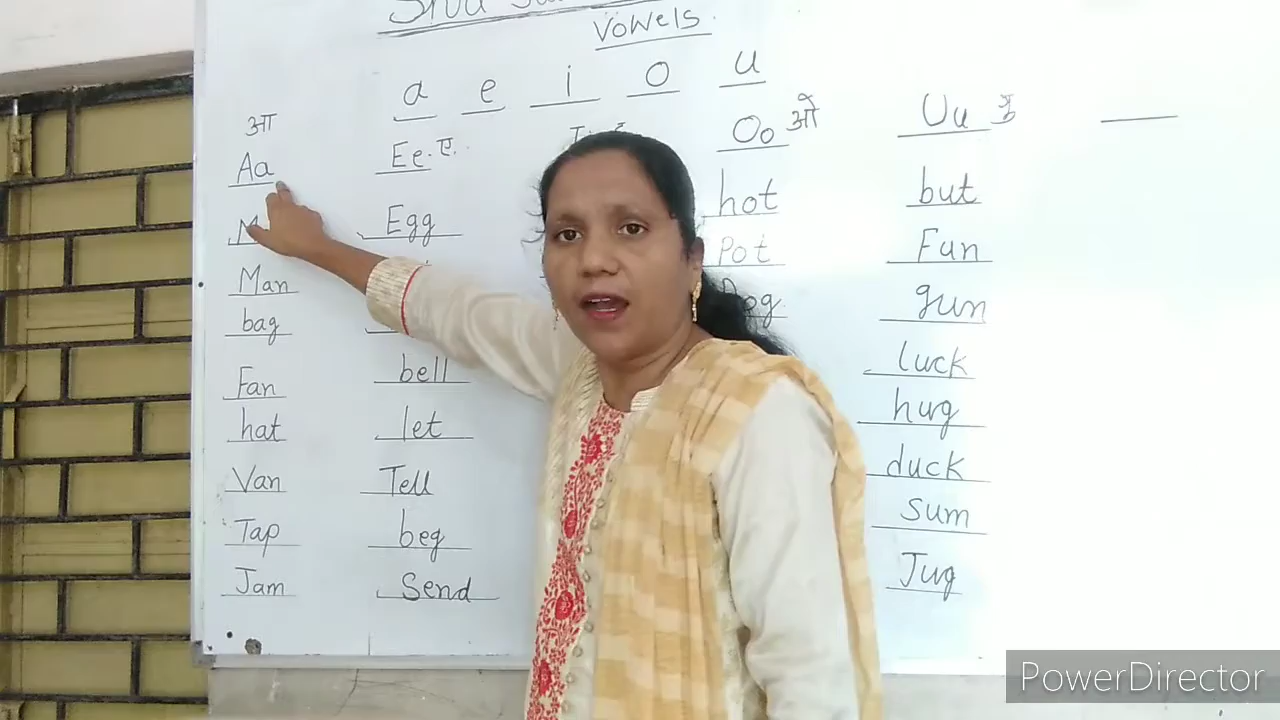 Vowels.
a e i o u
आ
Aa
Man
bag
Fan
hat
Van
Tap
Jam
Ee ए
Egg
bell
let
Tell
beg
Send
Oo ओ
hot
Pot
Dog
Uu
but
Fun
gun
luck
hug
duck
sum
Jug
PowerDirector